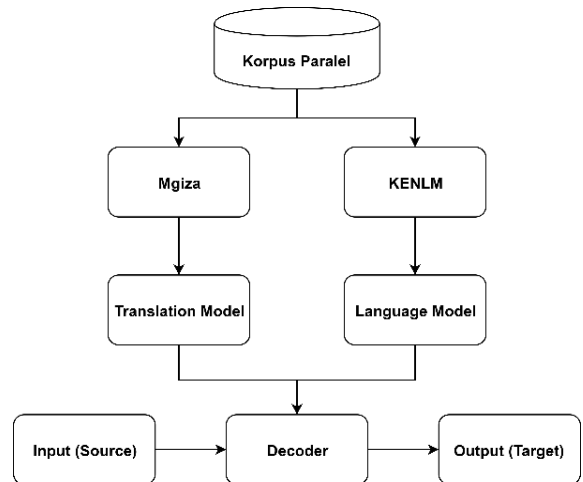 Korpus Paralel
Mgiza
KENLM
Translation Model
Language Model
Input (Source)
Decoder
Output (Target)